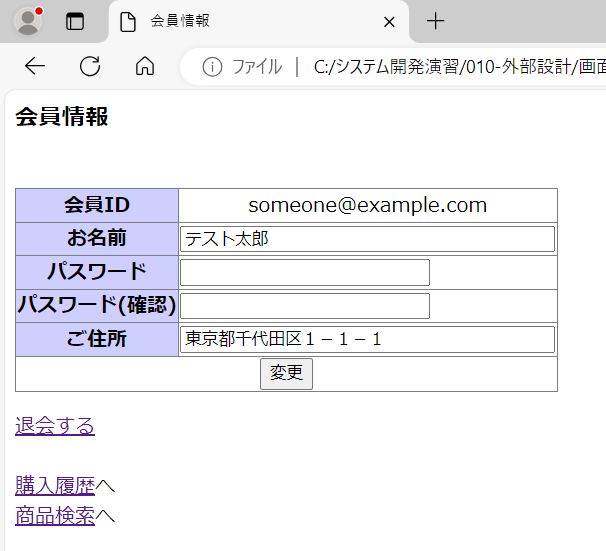 会員情報
ファイル | C:/システム開発演習/010-外部設計/画面
会員情報
会員ID someone@example.com
お名前 テスト太郎
パスワード
パスワード(確認)
ご住所 東京都千代田区１－１－１
変更
退会する
購入履歴へ
商品検索へ